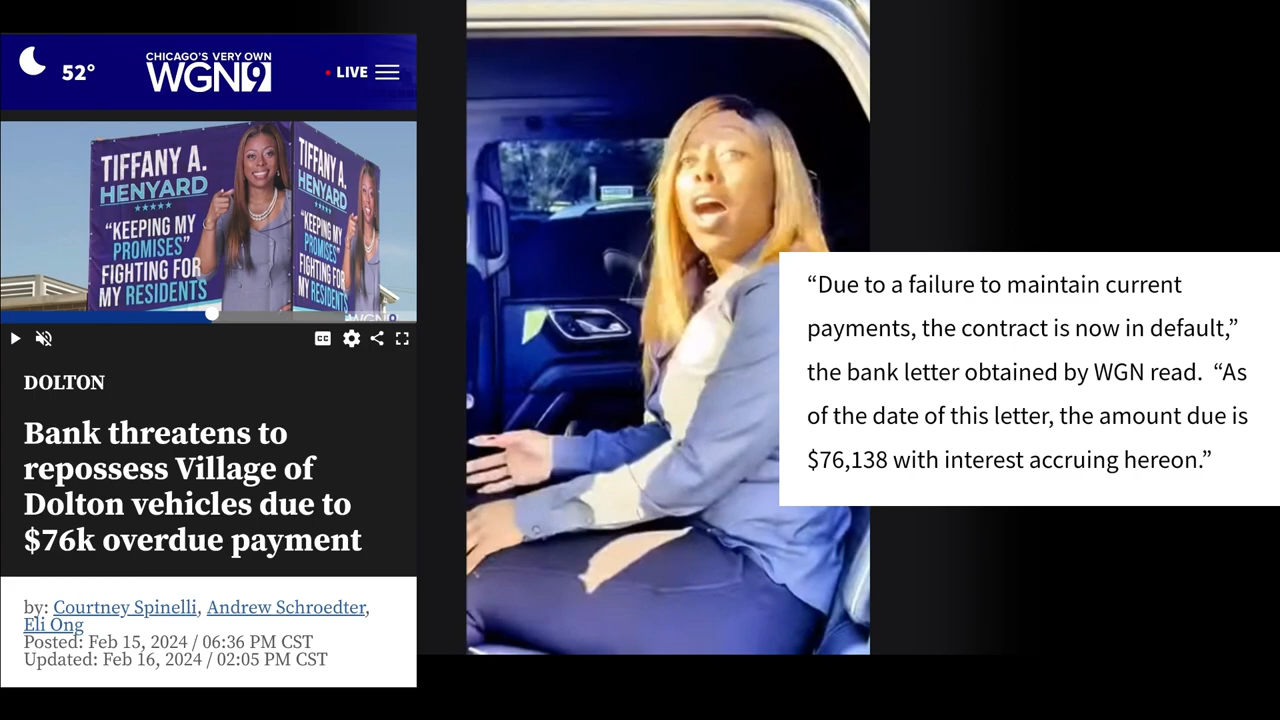 52°
CHICAGO'S VERY OWN
WGN9
LIVE
TIFFANY A.
HENYARD
"KEEPING MY
PROMISES"
FIGHTING FOR
MY RESIDENTS
TIFFANY A.
HENYARD
"KEEPING MY
PROMISES"
FIGHTING FOR
MY RESIDENTS
WGN9
CC
DOLTON
Bank threatens to
repossess Village of
Dolton vehicles due to
$76k overdue payment
by: Courtney Spinelli, Andrew Schroedter,
Eli Ong
Posted: Feb 15, 2024 / 06:36 PM CST
Updated: Feb 16, 2024 / 02:05 PM CST
“Due to a failure to maintain current
payments, the contract is now in default,”
the bank letter obtained by WGN read.  “As
of the date of this letter, the amount due is
$76,138 with interest accruing hereon.”